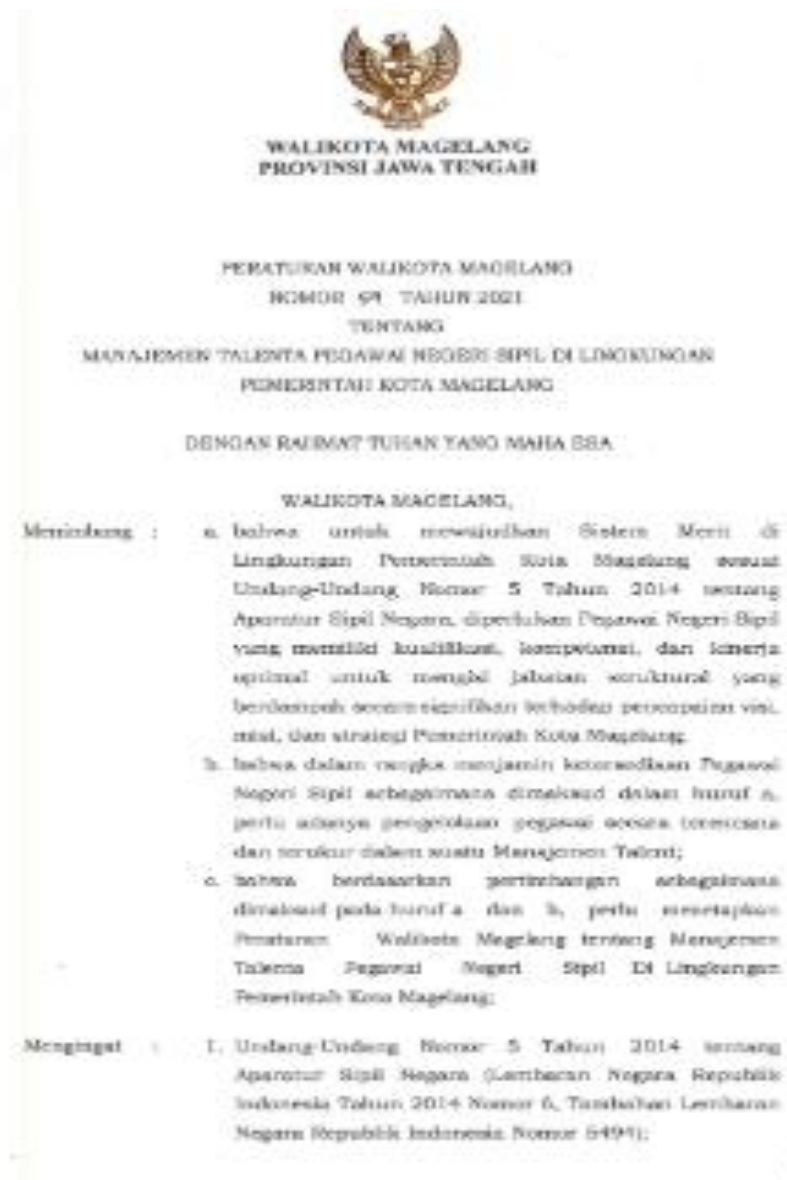 WALIKOTA MAGELANG
PROVINSI JAWA TENGAH
PERATURAN WALIKOTA MAGELANG
NOMOR TAHUN 2021
TENTANG
MANAJEMEN TALENTA PEGAWAI NEGERI SIPIL DI LINGKUNGAN
PEMERINTAH KOTA MAGELANG
DENGAN RAHMAT TUHAN YANG MAHA ESA
WALIKOTA MAGELANG,
Menimbang : a. bahwa untuk mewujudkan Sistem Merit di
Lingkungan Pemerintah Kota Magelang sesuai
Undang-Undang Nomor 5 Tahun 2014 tentang
Aparatur Sipil Negara, diperlukan Pegawai Negeri Sipil
yang memiliki kualifikasi, kompetensi, dan kinerja
optimal untuk mengisi jabatan struktural yang
berdampak secara signifikan terhadap pencapaian visi,
misi, dan strategi Pemerintah Kota Magelang;
b. bahwa dalam rangka menjamin ketersediaan Pegawai
Negeri Sipil sebagaimana dimaksud dalam huruf a,
perlu adanya pengelolaan pegawai secara terencana
dan terukur dalam suatu Manajemen Talent;
c. bahwa berdasarkan pertimbangan sebagaimana
dimaksud pada huruf a dan b, perlu menetapkan
Peraturan Walikota Magelang tentang Manajemen
Talenta Pegawai Negeri Sipil Di Lingkungan
Pemerintah Kota Magelang;
Mengingat : 1. Undang-Undang Nomor 5 Tahun 2014 tentang
Aparatur Sipil Negara (Lembaran Negara Republik
Indonesia Tahun 2014 Nomor 6, Tambahan Lembaran
Negara Republik Indonesia Nomor 5494);